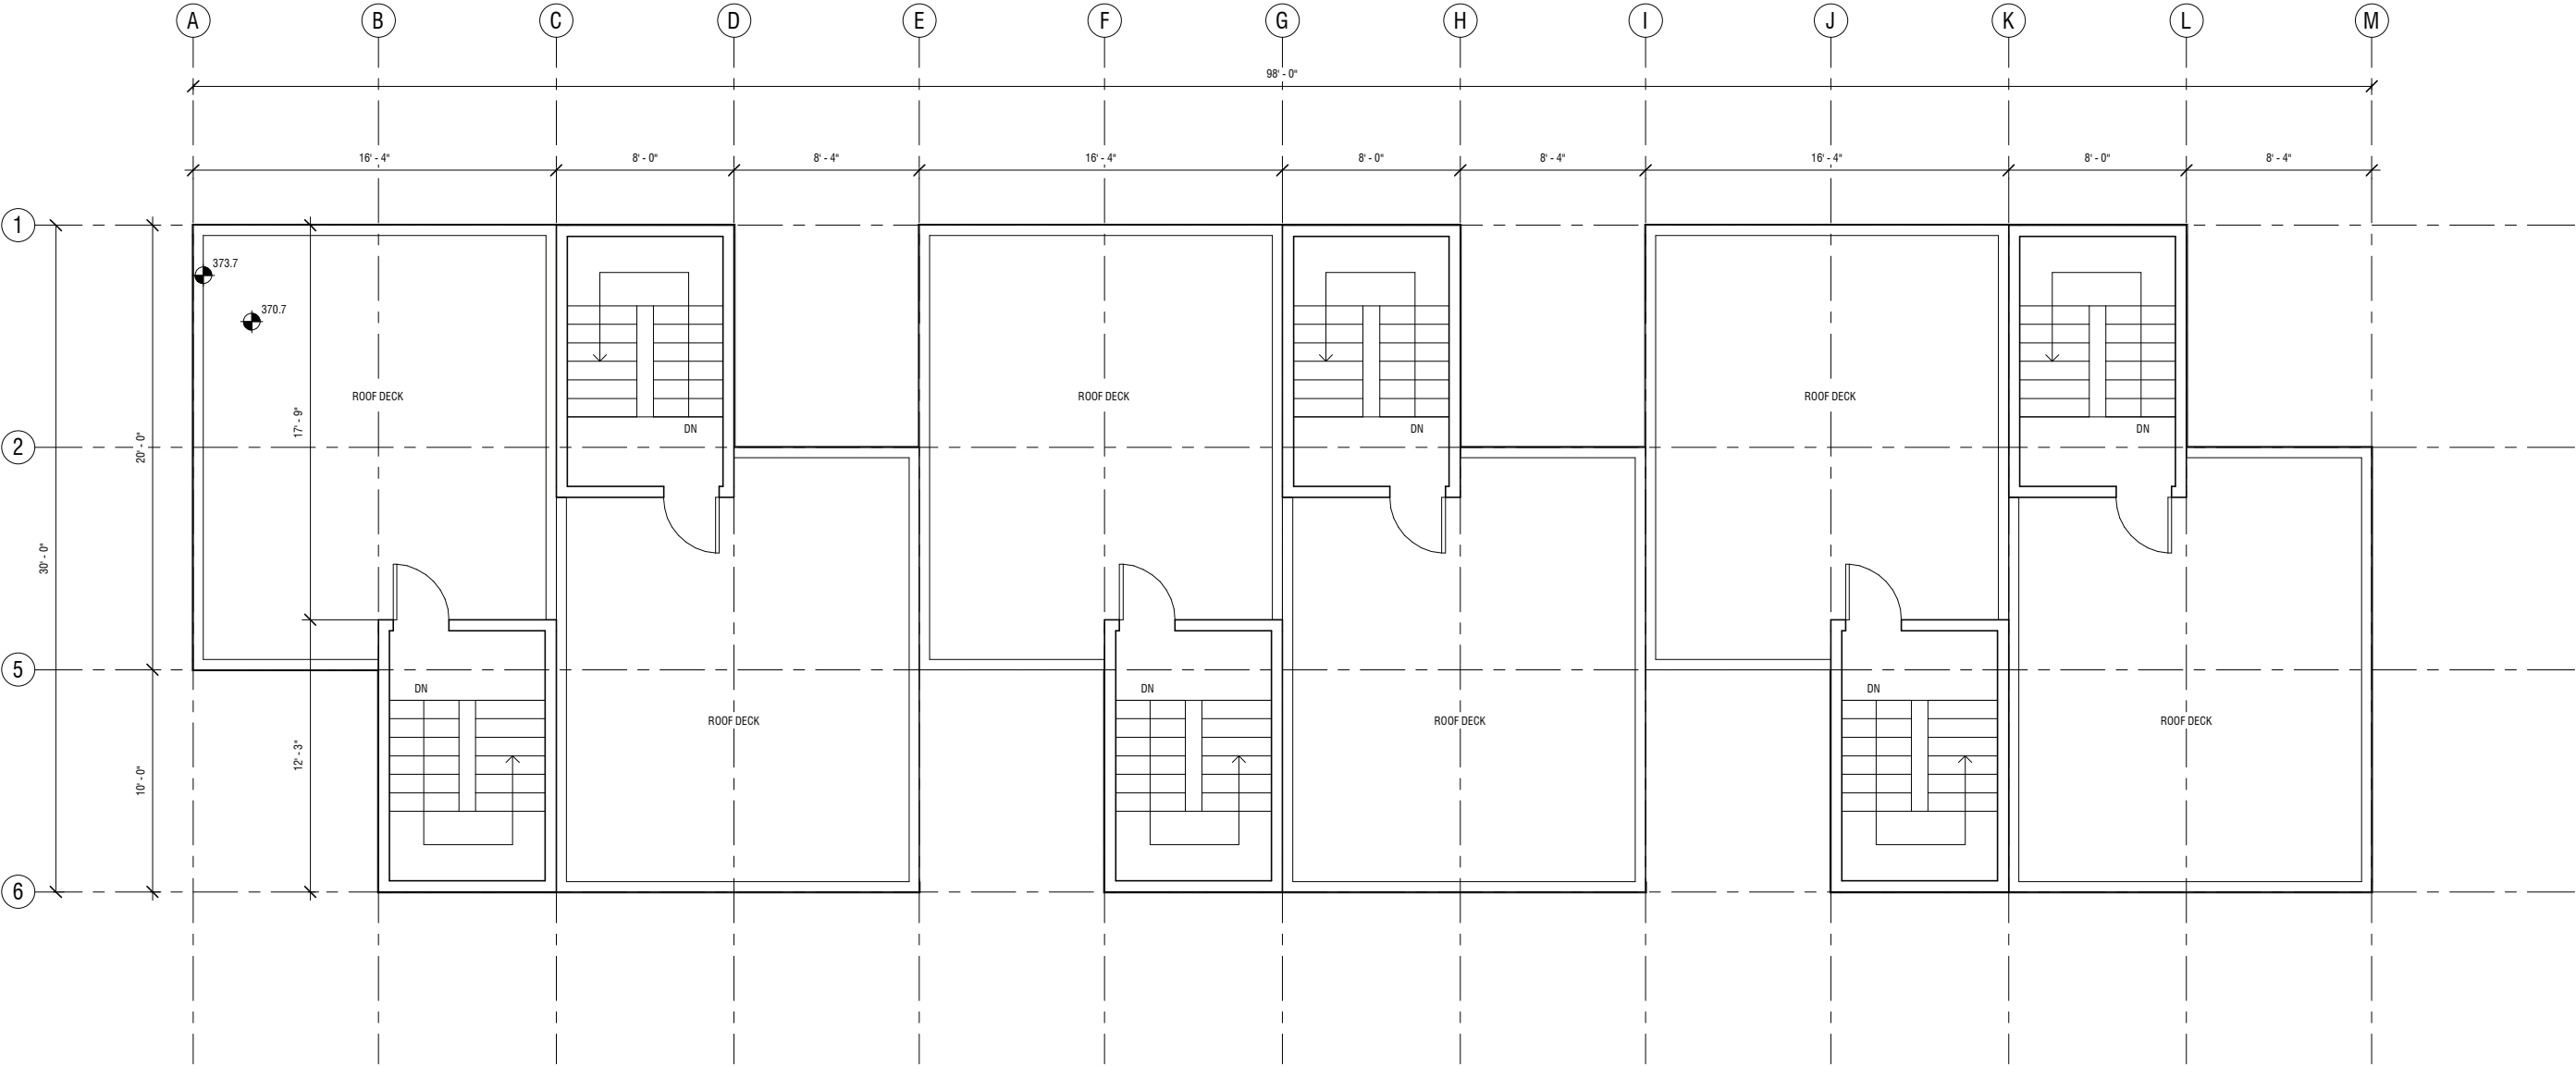 A B C D E F G H I J K L M
98' - 0"
16' - 4" 8' - 0" 8' - 4" 16' - 4" 8' - 0" 8' - 4" 16' - 4" 8' - 0" 8' - 4"
1
373.7
370.7
ROOF DECK ROOF DECK ROOF DECK
17' - 9"
DN DN DN
2
20' - 0"
30' - 0"
5
DN DN DN
ROOF DECK ROOF DECK ROOF DECK
12' - 3"
10' - 0"
6